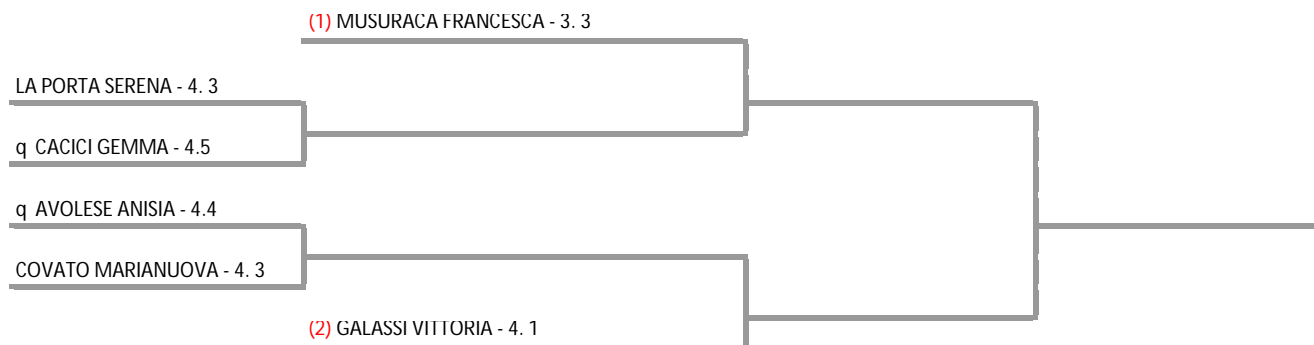 (1) MUSURACA FRANCESCA - 3. 3
LA PORTA SERENA - 4. 3
q CACICI GEMMA - 4.5
q AVOLESE ANISIA - 4.4
COVATO MARIANUOVA - 4. 3
(2) GALASSI VITTORIA - 4. 1